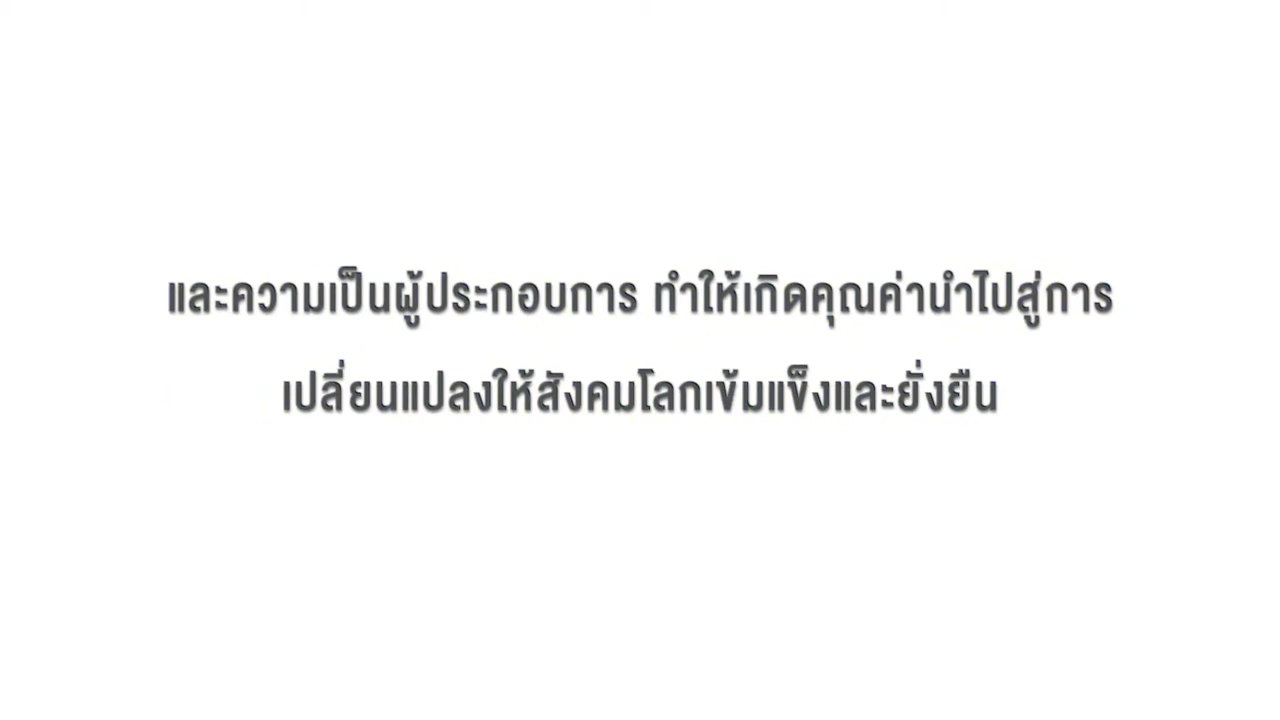 และความเป็นผู้ประกอบการ ทำให้เกิดคุณค่านำไปสู่การ
เปลี่ยนแปลงให้สังคมโลกเข้มแข็งและยั่งยืน